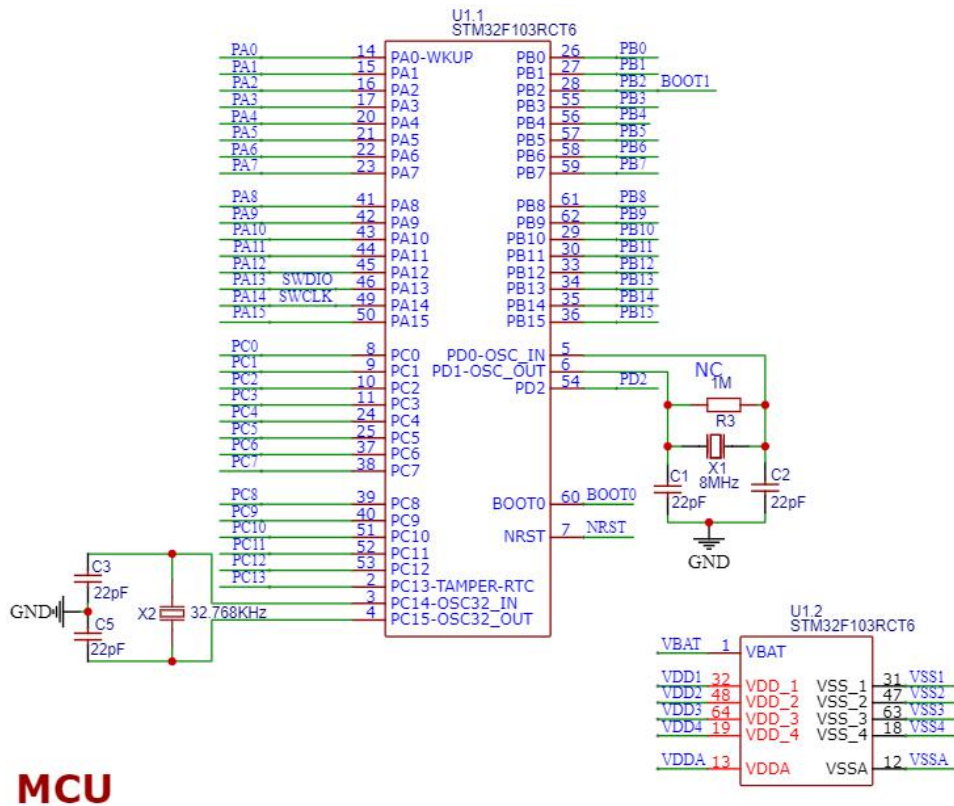 U1.1
STM32F103RCT6
PA0 14 PA0-WKUP PB0 26 PB0
PA1 15 PA1 PB1 27 PB1
PA2 16 PA2 PB2 28 PB2 BOOT1
PA3 17 PA3 PB3 55 PB3
PA4 20 PA4 PB4 56 PB4
PA5 21 PA5 PB5 57 PB5
PA6 22 PA6 PB6 58 PB6
PA7 23 PA7 PB7 59 PB7
PA8 41 PA8 PB8 61 PB8
PA9 42 PA9 PB9 62 PB9
PA10 43 PA10 PB10 29 PB10
PA11 44 PA11 PB11 30 PB11
PA12 45 PA12 PB12 33 PB12
PA13 SWDIO 46 PA13 PB13 34 PB13
PA14 SWCLK 49 PA14 PB14 35 PB14
PA15 50 PA15 PB15 36 PB15
PC0 8 PC0 PD0-OSC_IN 5
PC1 9 PC1 PD1-OSC_OUT 6 NC
PC2 10 PC2 PD2 54 PD2 1M
PC3 11 PC3
PC4 24 PC4 R3
PC5 25 PC5
PC6 37 PC6
PC7 38 PC7 C1 X1 C2
8MHz
PC8 39 PC8 BOOT0 60 BOOT0 22pF 22pF
PC9 40 PC9
PC10 51 PC10 NRST 7 NRST
PC11 52 PC11
PC12 53 PC12 GND
PC13 2 PC13-TAMPER-RTC
3 PC14-OSC32_IN
4 PC15-OSC32_OUT
C3
22pF
GND X2 32.768KHz
C5
22pF
U1.2
STM32F103RCT6
VBAT 1 VBAT
VDD1 32 VDD_1 VSS_1 31 VSS1
VDD2 48 VDD_2 VSS_2 47 VSS2
VDD3 64 VDD_3 VSS_3 63 VSS3
VDD4 19 VDD_4 VSS_4 18 VSS4
VDDA 13 VDDA VSSA 12 VSSA
MCU